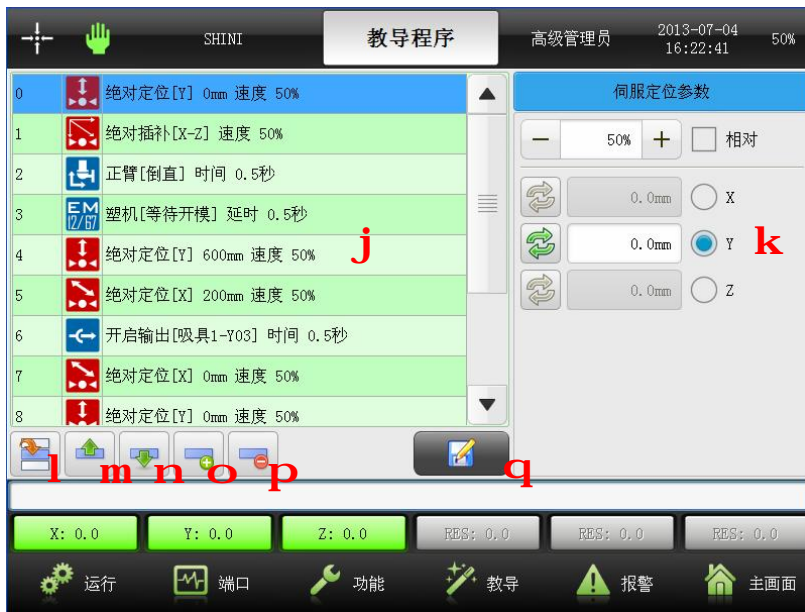 SHINI 教导程序 高级管理员 2013-07-04 16:22:41 50%
0 绝对定位[Y] 0mm 速度 50%
1 绝对插补[X-Z] 速度 50%
2 正臂[倒直] 时间 0.5秒
3 EM 12/67 塑机[等待开模] 延时 0.5秒
4 绝对定位[Y] 600mm 速度 50%
5 绝对定位[X] 200mm 速度 50%
6 开启输出[吸具1-Y03] 时间 0.5秒
7 绝对定位[X] 0mm 速度 50%
8 绝对定位[Y] 0mm 速度 50%
j
伺服定位参数
50% 相对
0.0mm X
0.0mm Y k
0.0mm Z
l m n o p q
X: 0.0 Y: 0.0 Z: 0.0 RES: 0.0 RES: 0.0 RES: 0.0
运行 端口 功能 教导 报警 主画面